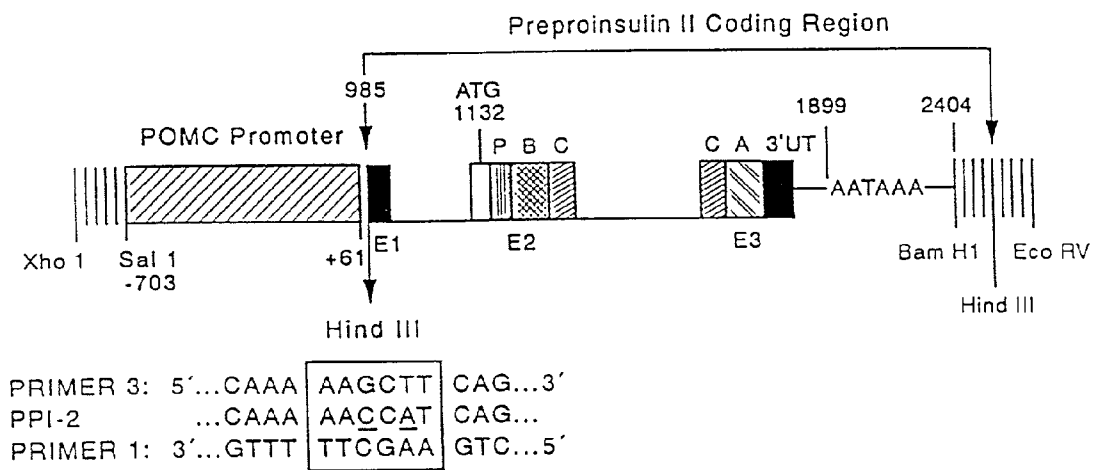 Preproinsulin II Coding Region
985
ATG
1132
1899
2404
POMC Promoter
P B C
C A 3'UT
AATAAA
E1
E2
E3
Xho 1
Sal 1
-703
+61
Bam H1
Eco RV
Hind III
Hind III
PRIMER 3: 5´...CAAA AAGCTT CAG...3´
PPI-2 ...CAAA AACCAT CAG...
PRIMER 1: 3´...GTTT TTCGAA GTC...5´